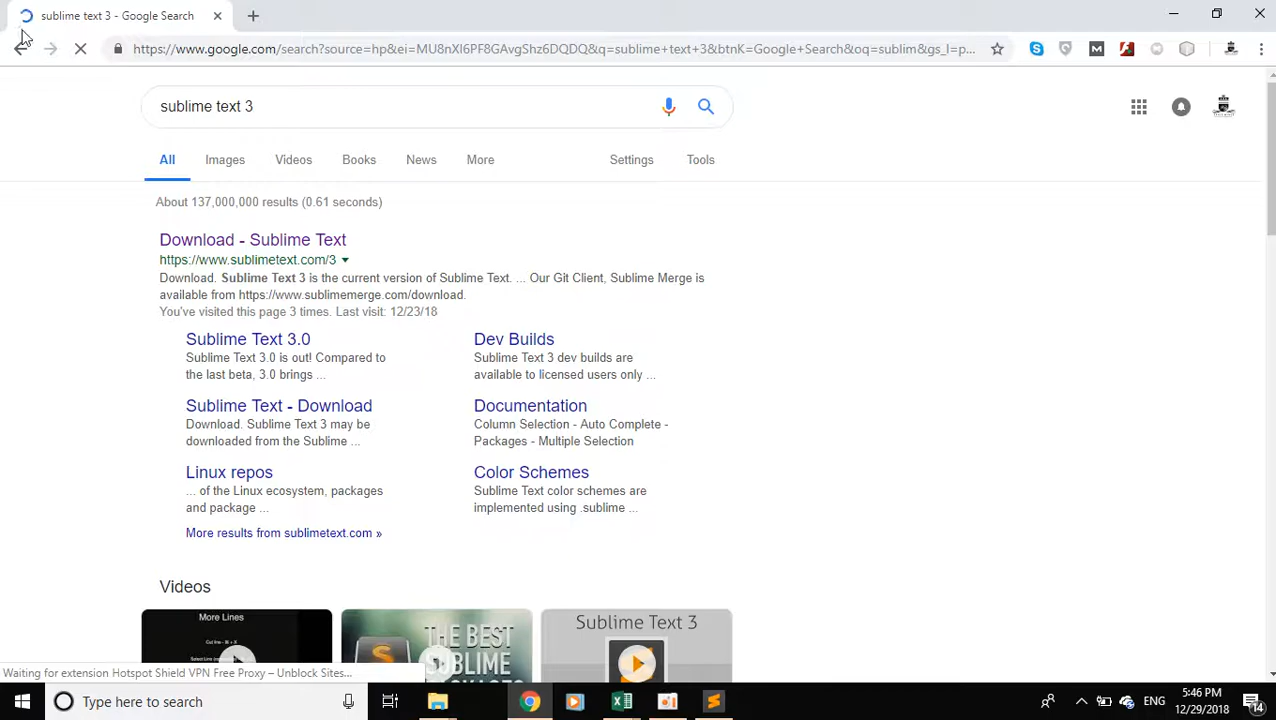 sublime text 3 - Google Search
https://www.google.com/search?source=hp&ei=MU8nXI6PF8GAvgShz6DQDQ&q=sublime+text+3&btnK=Google+Search&oq=sublim&gs_l=p...
sublime text 3
All Images Videos Books News More Settings Tools
About 137,000,000 results (0.61 seconds)
Download - Sublime Text
https://www.sublimetext.com/3
Download. Sublime Text 3 is the current version of Sublime Text. ... Our Git Client, Sublime Merge is
available from https://www.sublimemerge.com/download.
You've visited this page 3 times. Last visit: 12/23/18
Sublime Text 3.0
Sublime Text 3.0 is out! Compared to
the last beta, 3.0 brings ...
Dev Builds
Sublime Text 3 dev builds are
available to licensed users only ...
Sublime Text - Download
Download. Sublime Text 3 may be
downloaded from the Sublime ...
Documentation
Column Selection - Auto Complete -
Packages - Multiple Selection
Linux repos
... of the Linux ecosystem, packages
and package ...
Color Schemes
Sublime Text color schemes are
implemented using .sublime ...
More results from sublimetext.com »
Videos
More Lines
THE BEST
SUBLIME
Sublime Text 3
Waiting for extension Hotspot Shield VPN Free Proxy – Unblock Sites...
Type here to search
ENG
5:46 PM
12/29/2018
14